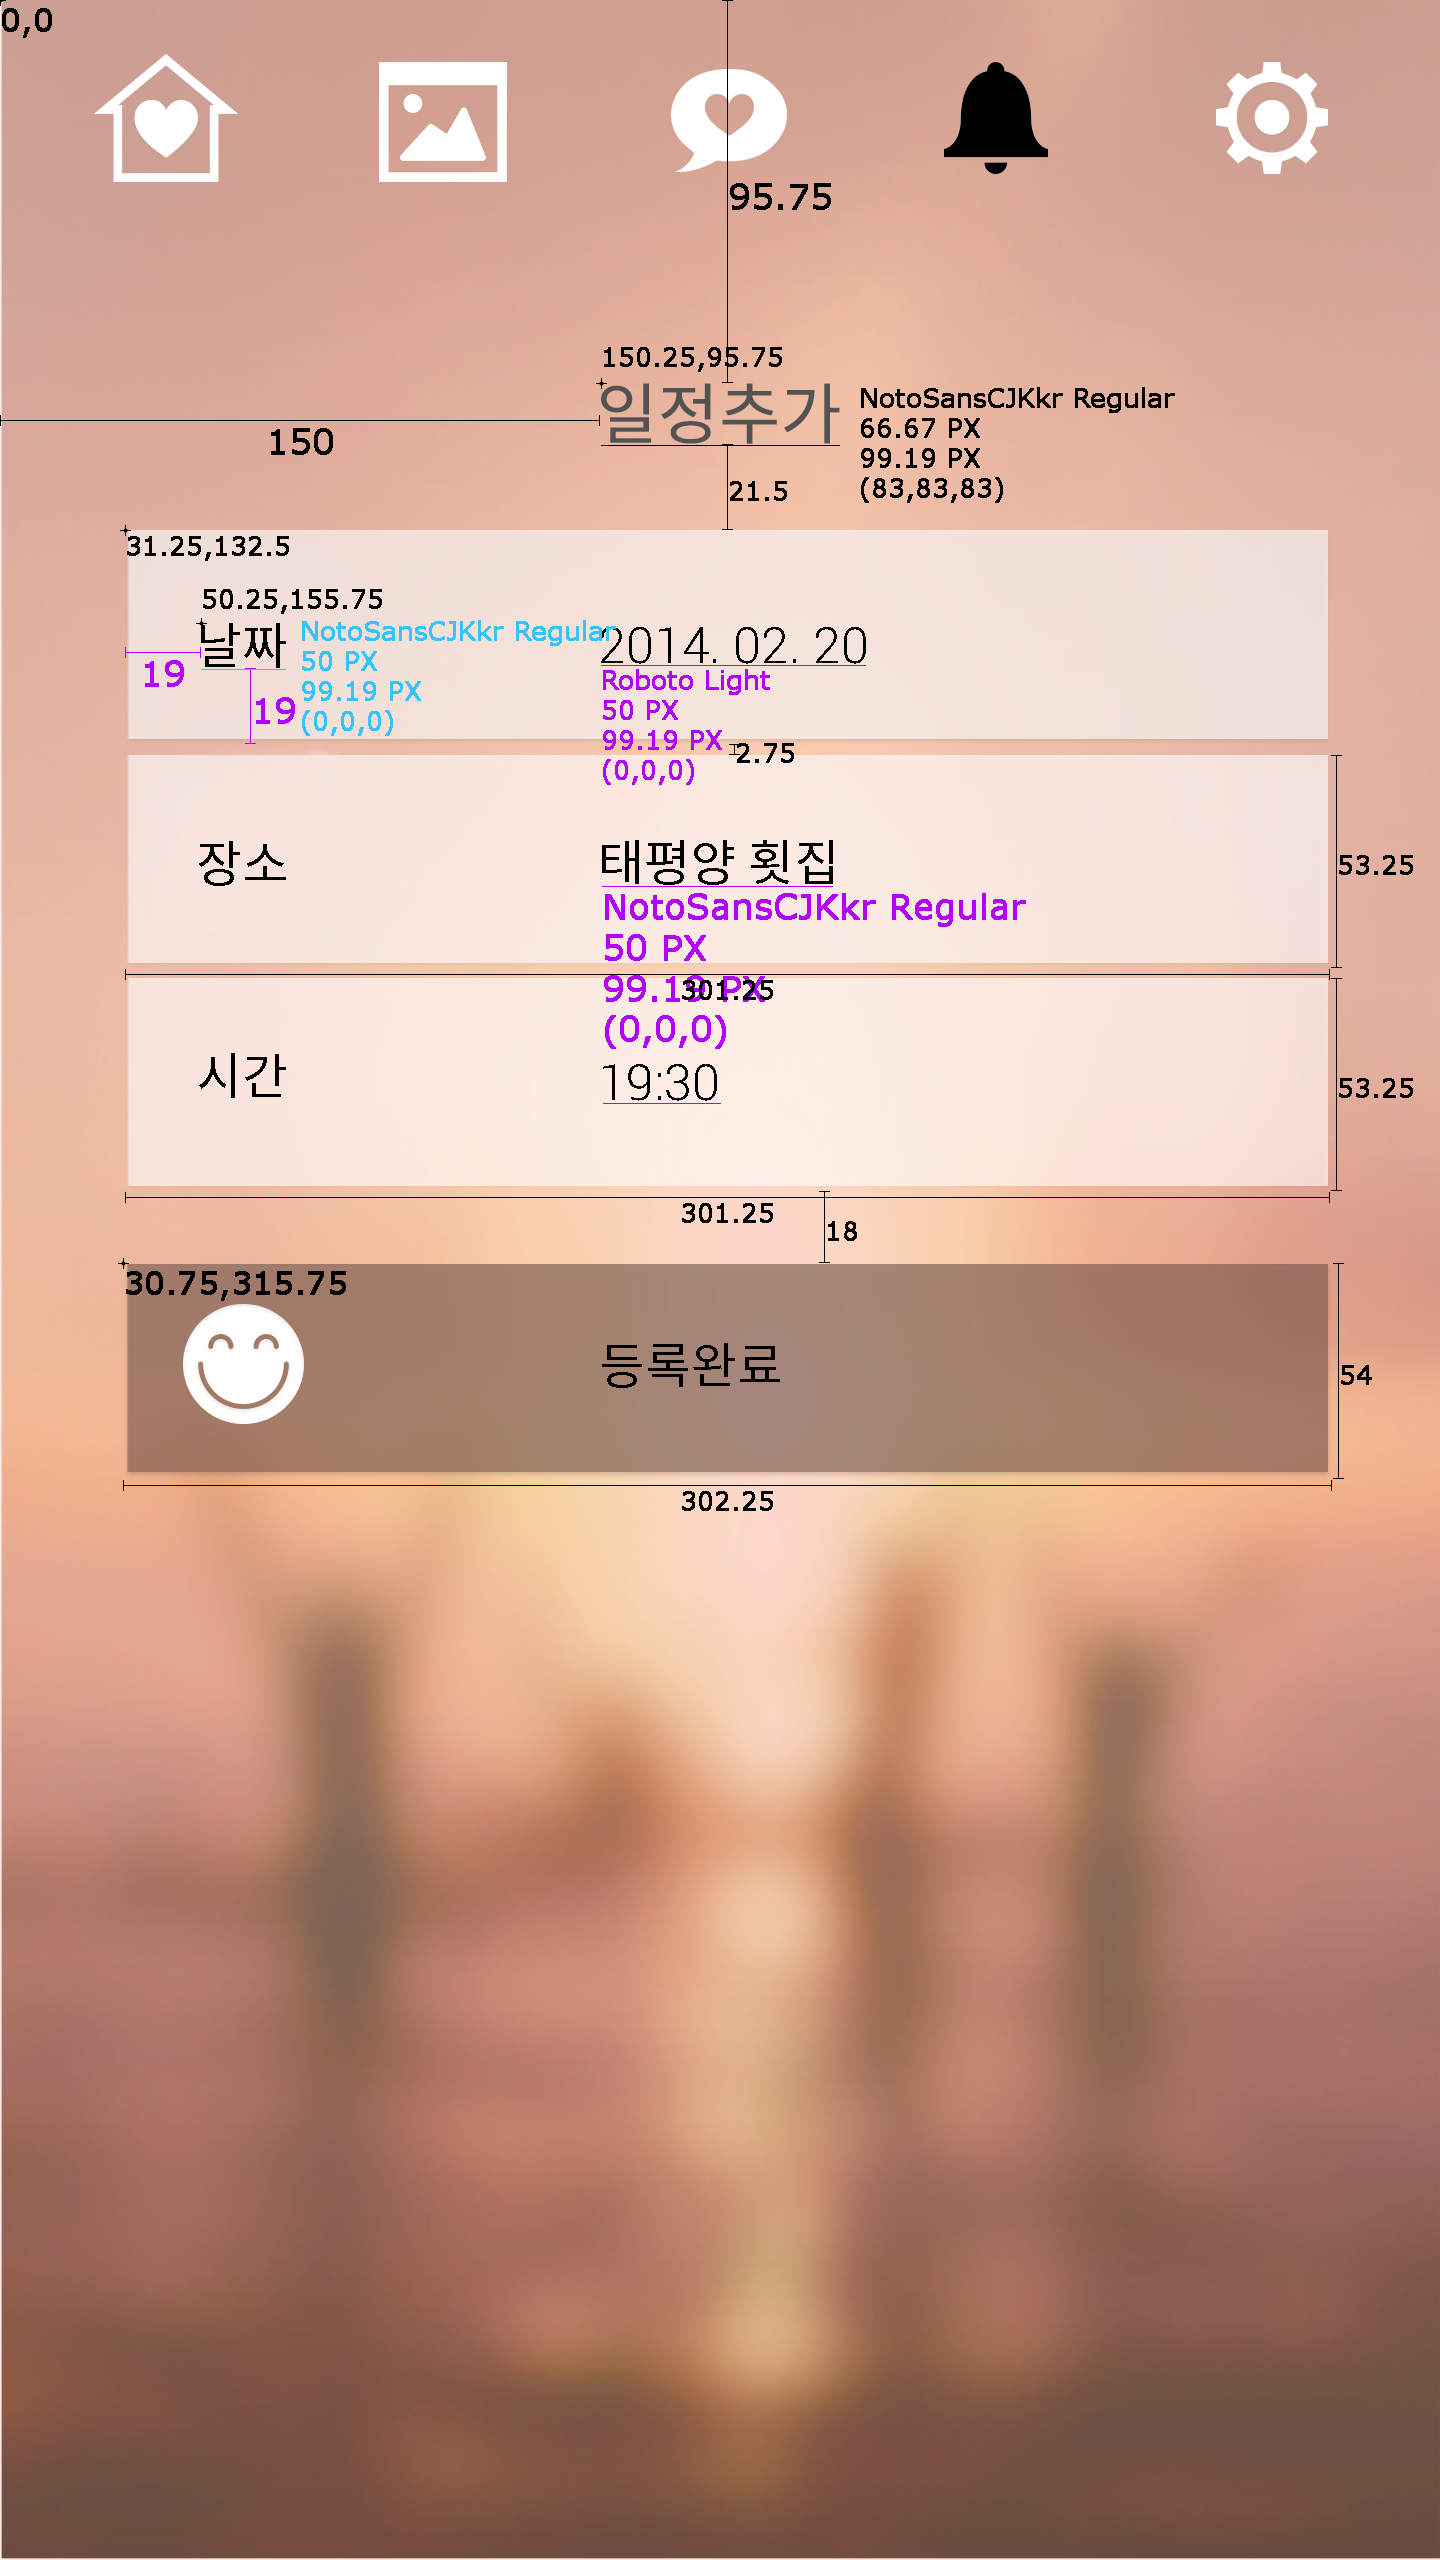 0,0
95.75
150.25,95.75
일정추가
NotoSansCJKkr Regular
66.67 PX
99.19 PX
(83,83,83)
150
21.5
31.25,132.5
50.25,155.75
날짜
NotoSansCJKkr Regular
50 PX
99.19 PX
(0,0,0)
19
19
2014. 02. 20
Roboto Light
50 PX
99.19 PX
(0,0,0)
2.75
장소
태평양 횟집
53.25
NotoSansCJKkr Regular
50 PX
99.19 PX
(0,0,0)
301.25
시간
19:30
53.25
301.25
18
30.75,315.75
등록완료
54
302.25